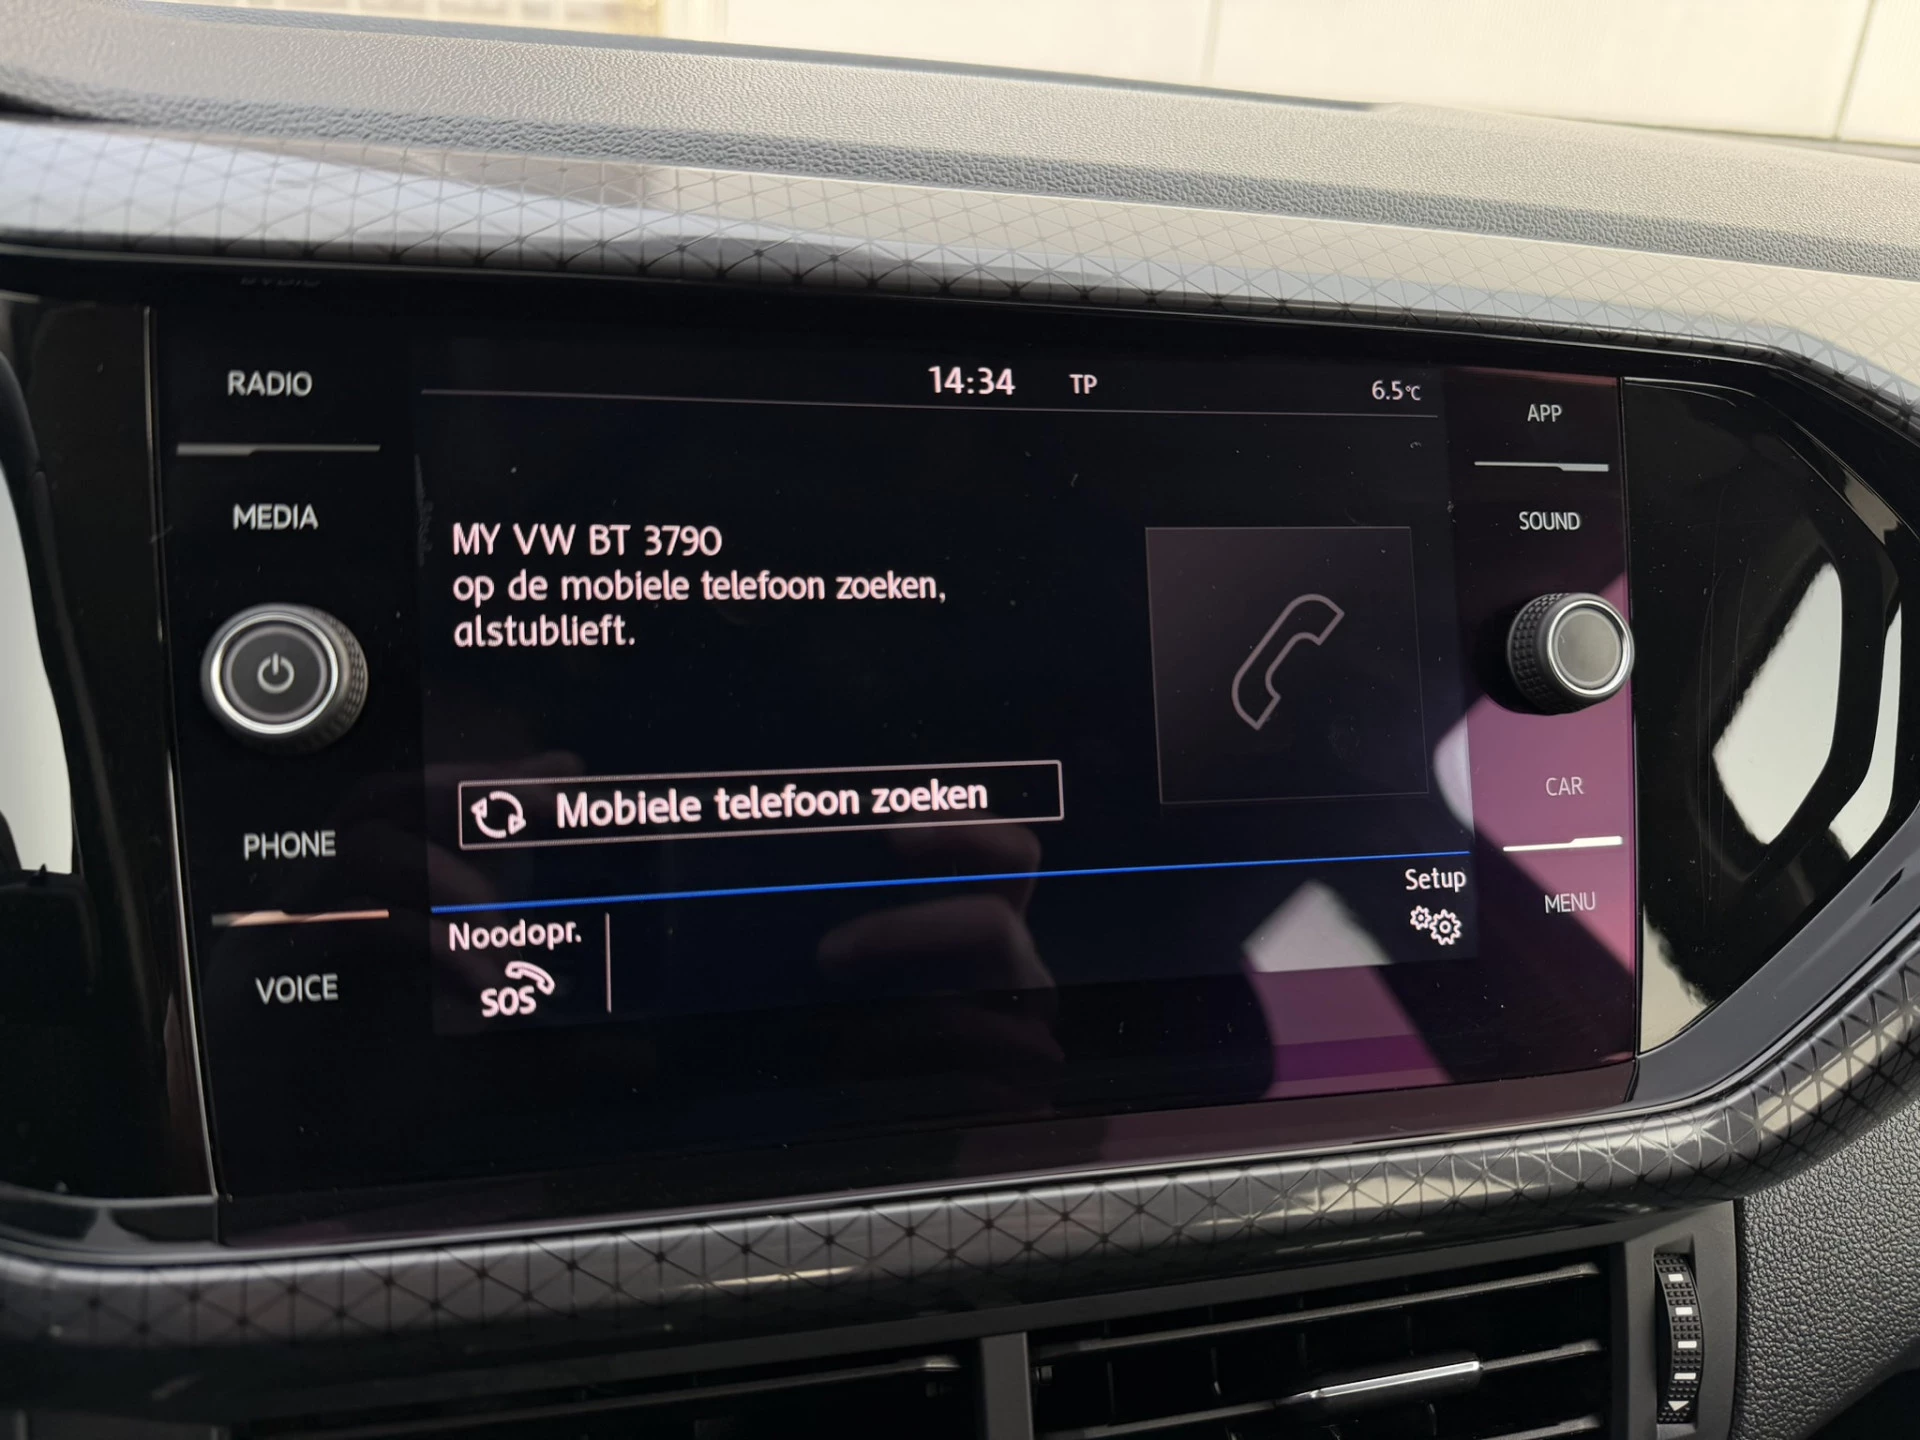 RADIO
MEDIA
PHONE
VOICE
14:34 TP 6.5°C
MY VW BT 3790
op de mobiele telefoon zoeken,
alstublieft.
Mobiele telefoon zoeken
Noodopr.
SOS
Setup
APP
SOUND
CAR
MENU